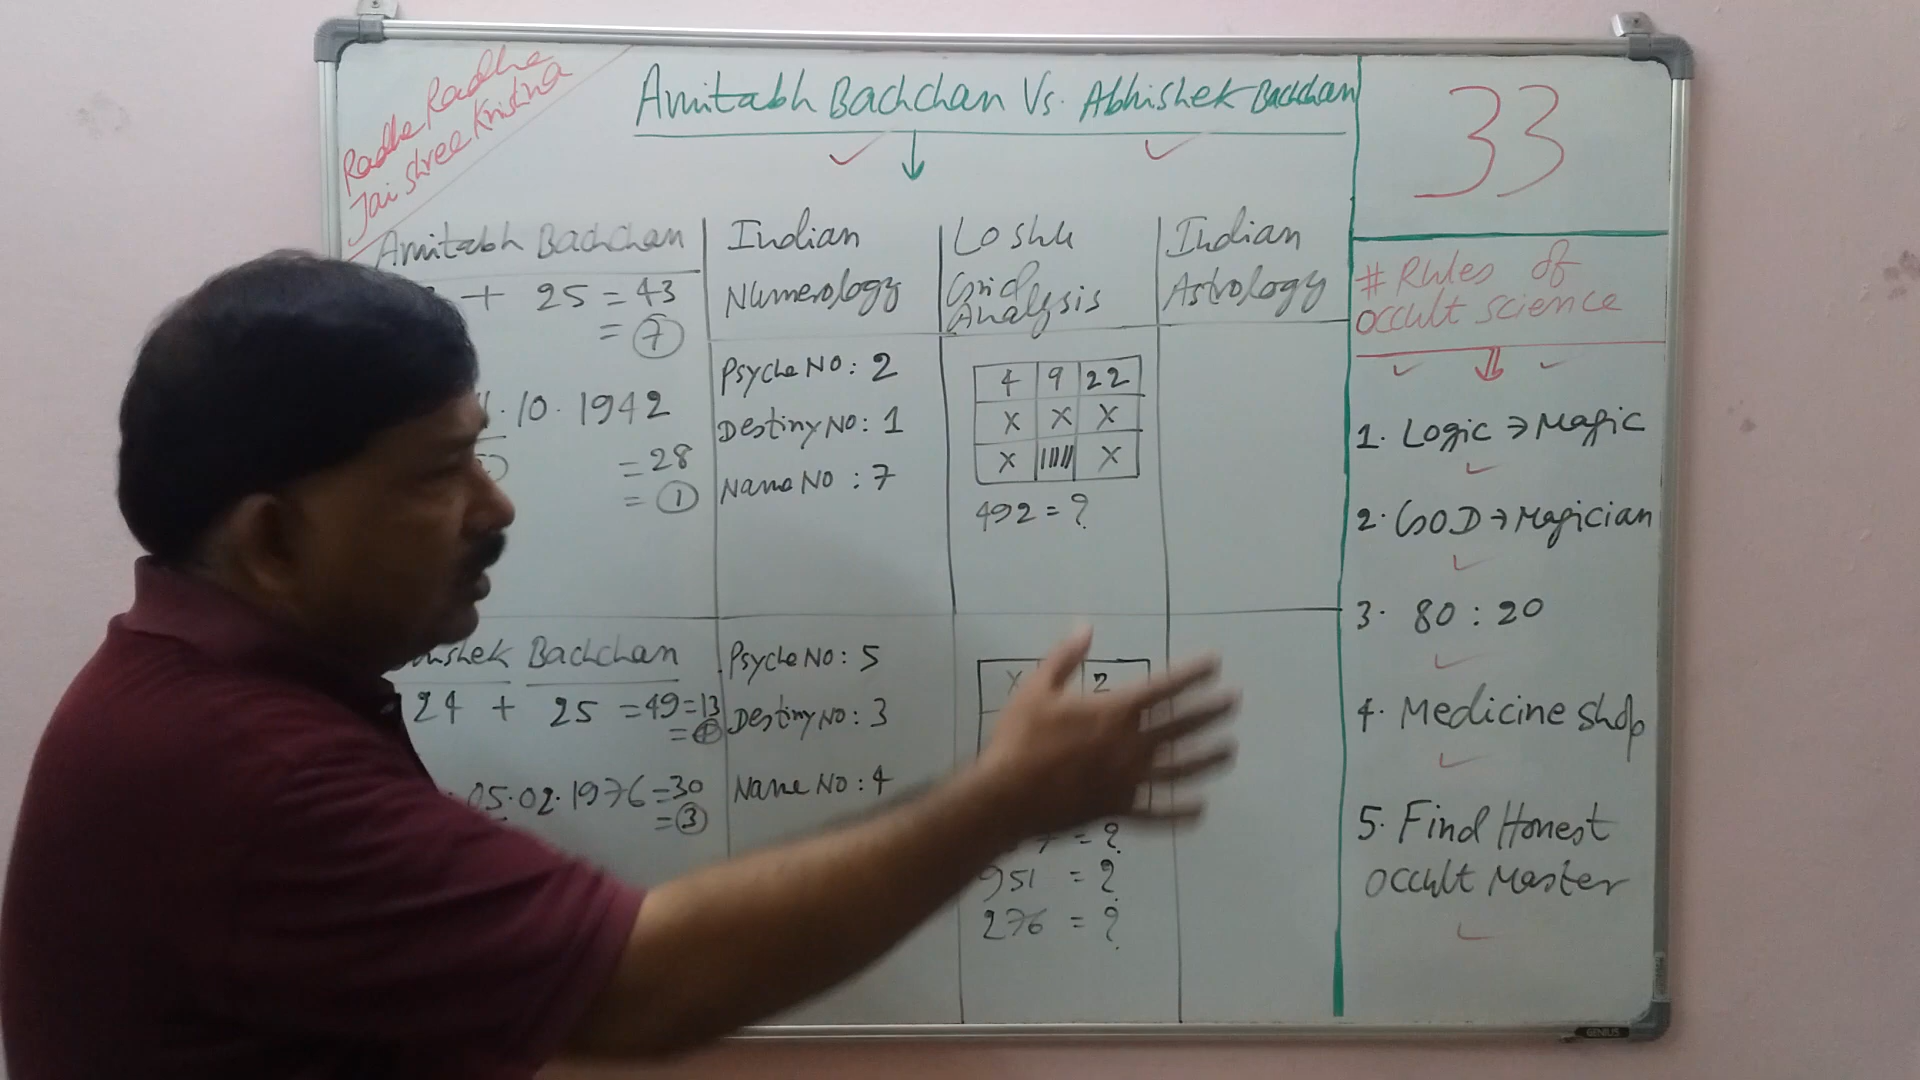 Radhe Radhe
Jai Shree Krishna
Amitabh Bachchan Vs. Abhishek Bachchan
33
Amitabh Bachchan
+ 25 = 43
= 7
.10.1942
= 28
= 1
Indian
Numerology
Psyche No: 2
Destiny No: 1
Name No: 7
Loshu
Grid
Analysis
4 9 22
X X X
X 11111 X
492 = ?
Indian
Astrology
Bachchan
24 + 25 = 49 = 13
05.02.1976 = 30
= 3
Psyche No: 5
Destiny No: 3
Name No: 4
X 2
= ?
951 = ?
276 = ?
# Rules of
occult science
1. Logic → Magic
2. GOD → Magician
3. 80 : 20
4. Medicine shop
5. Find Honest
occult Master
GENIUS